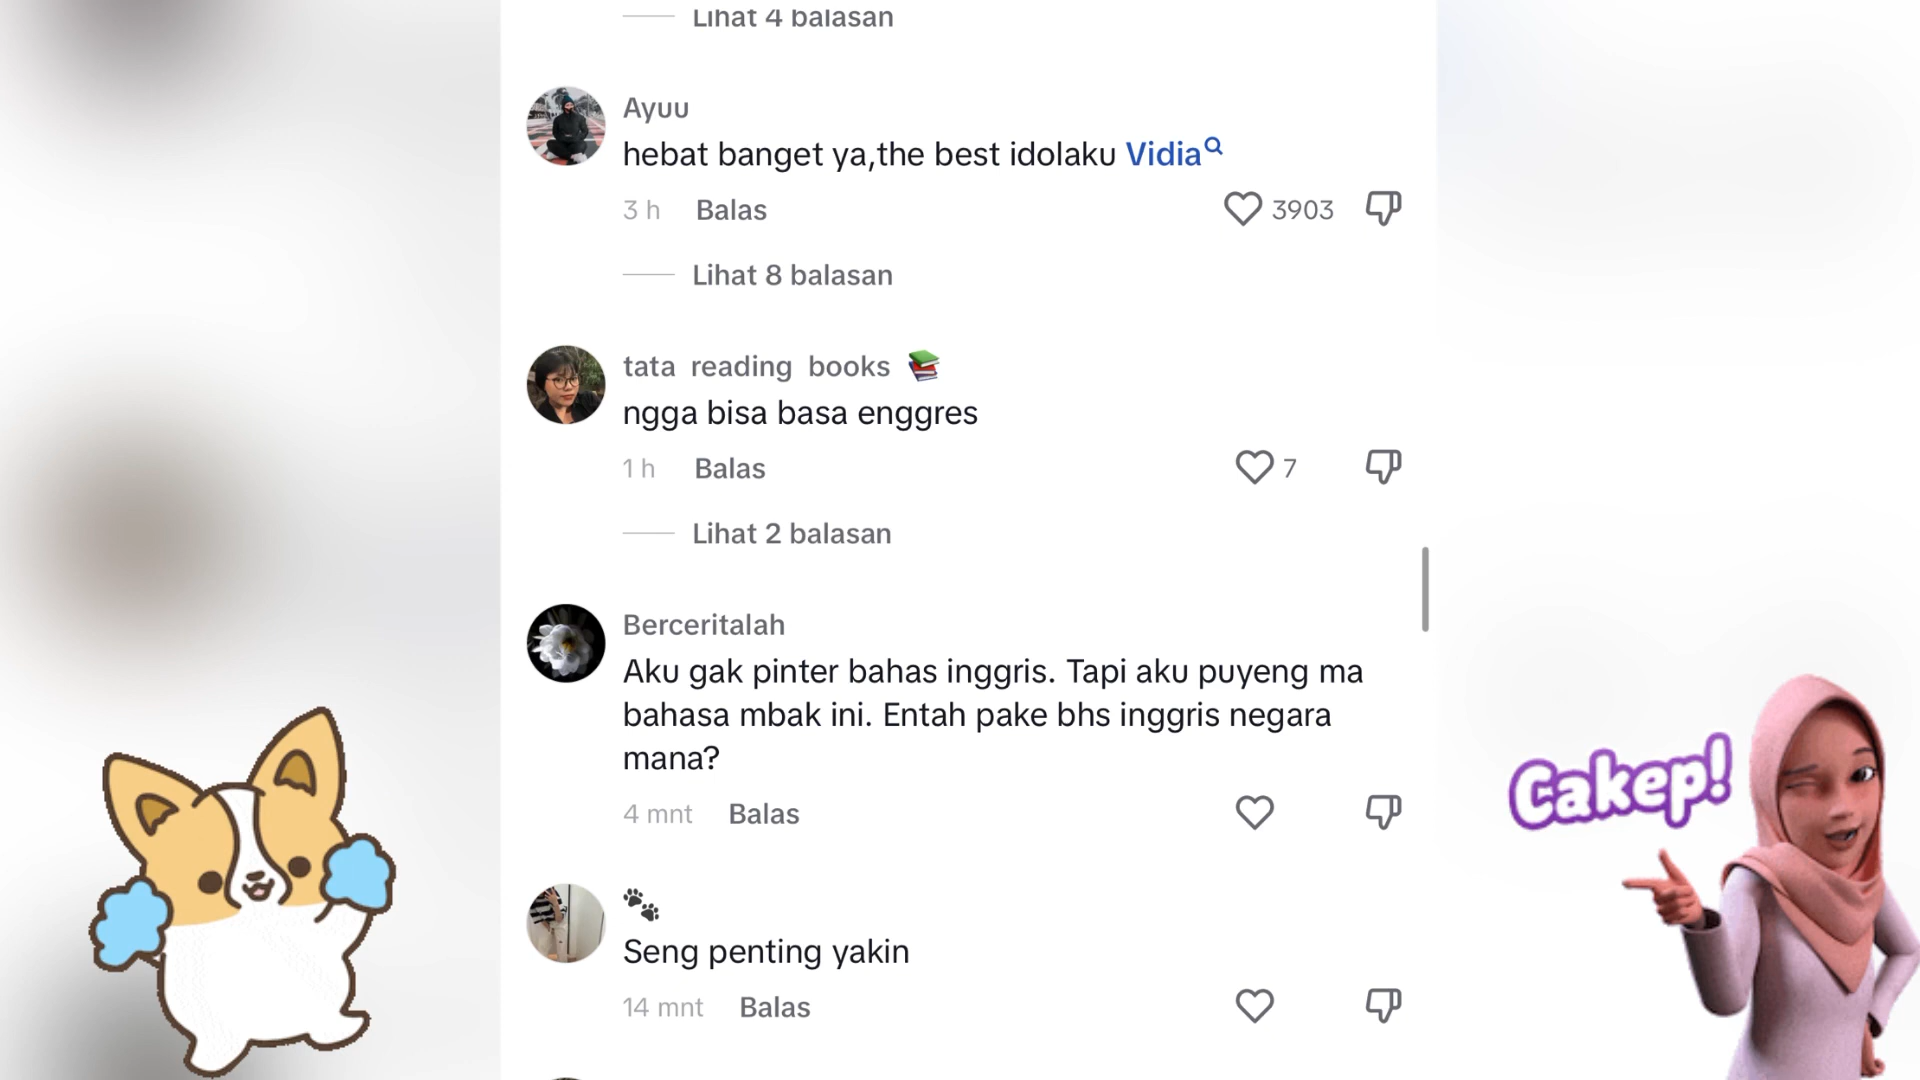 Lihat 4 balasan
Ayuu
hebat banget ya,the best idolaku Vidia
3 h Balas 3903
Lihat 8 balasan
tata reading books 📚
ngga bisa basa enggres
1 h Balas 7
Lihat 2 balasan
Berceritalah
Aku gak pinter bahas inggris. Tapi aku puyeng ma
bahasa mbak ini. Entah pake bhs inggris negara
mana?
4 mnt Balas
Cakep!
🐾
Seng penting yakin
14 mnt Balas